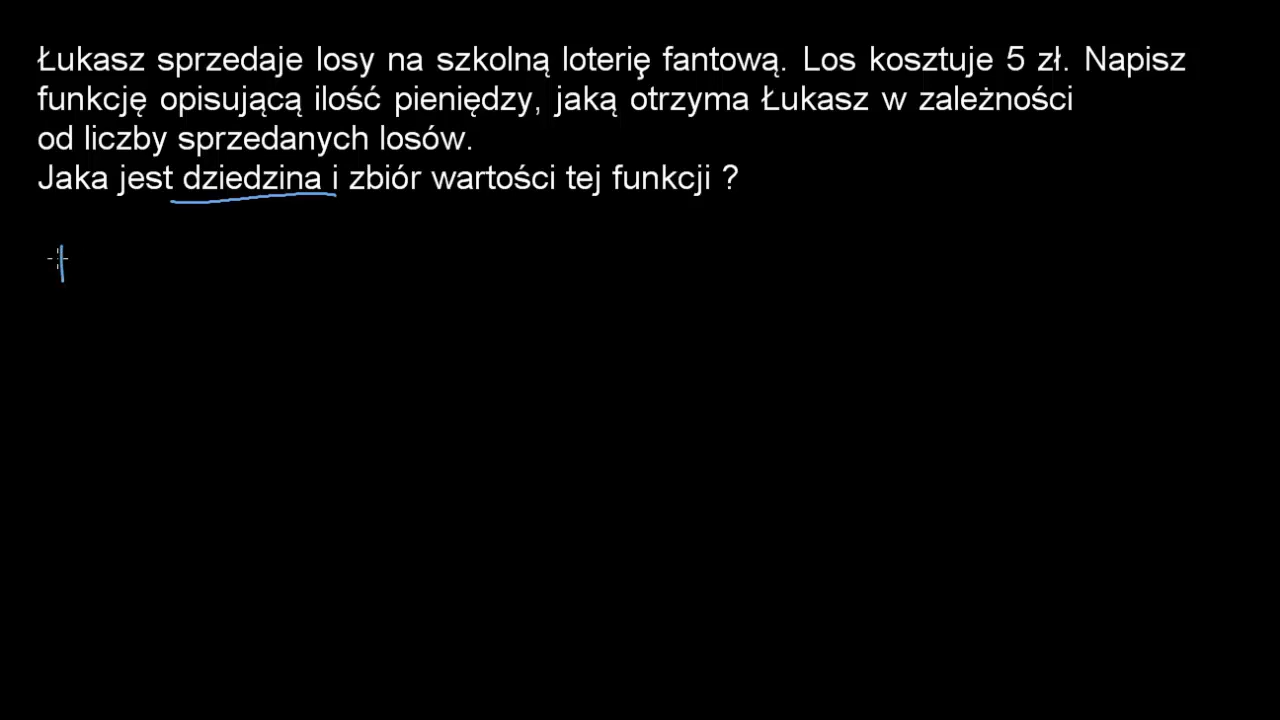 Łukasz sprzedaje losy na szkolną loterię fantową. Los kosztuje 5 zł. Napisz
funkcję opisującą ilość pieniędzy, jaką otrzyma Łukasz w zależności
od liczby sprzedanych losów.
Jaka jest dziedzina i zbiór wartości tej funkcji ?